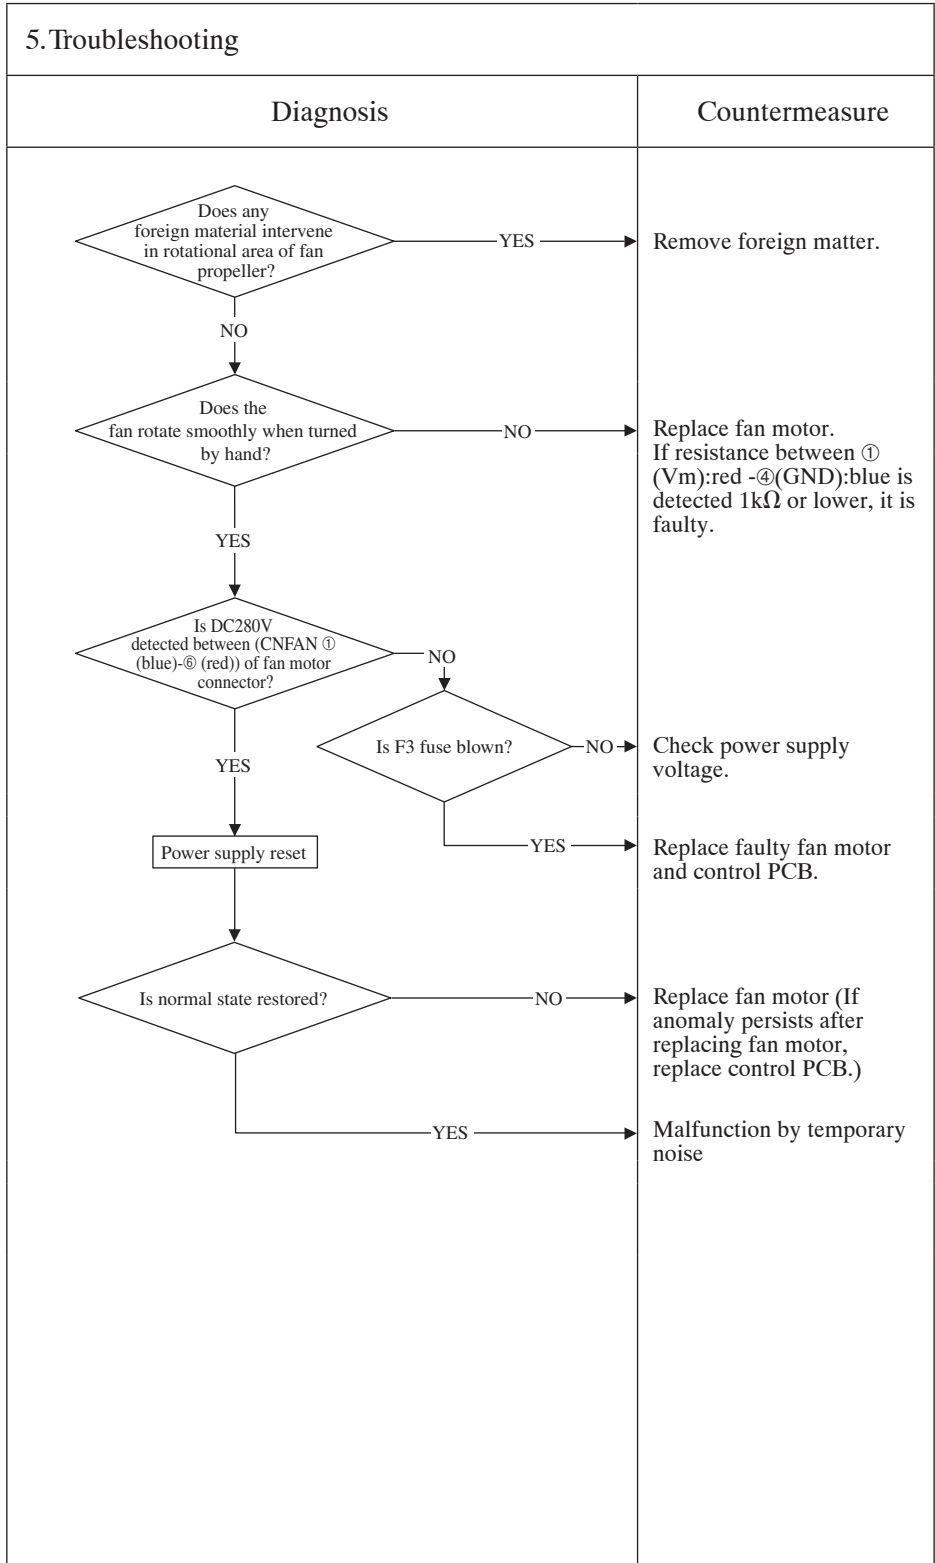 5.Troubleshooting
Diagnosis
Countermeasure
Does any
foreign material intervene
in rotational area of fan
propeller?
YES
Remove foreign matter.
NO
Does the
fan rotate smoothly when turned
by hand?
NO
Replace fan motor.
If resistance between ①
(Vm):red -④(GND):blue is
detected 1kΩ or lower, it is
faulty.
YES
Is DC280V
detected between (CNFAN ①
(blue)-⑥ (red)) of fan motor
connector?
NO
Is F3 fuse blown?
NO
Check power supply
voltage.
YES
YES
Replace faulty fan motor
and control PCB.
Power supply reset
Is normal state restored?
NO
Replace fan motor (If
anomaly persists after
replacing fan motor,
replace control PCB.)
YES
Malfunction by temporary
noise